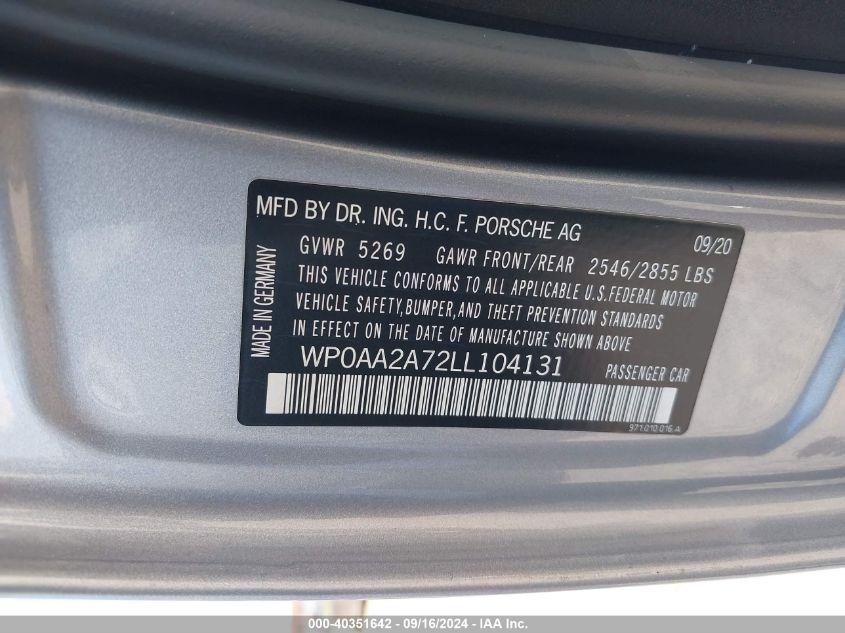 MFD BY DR. ING. H.C. F. PORSCHE AG 09/20
GVWR 5269 GAWR FRONT/REAR 2546/2855 LBS
THIS VEHICLE CONFORMS TO ALL APPLICABLE U.S.FEDERAL MOTOR
VEHICLE SAFETY,BUMPER,AND THEFT PREVENTION STANDARDS
IN EFFECT ON THE DATE OF MANUFACTURE SHOWN ABOVE.
WP0AA2A72LL104131 PASSENGER CAR
971.010.016.A
MADE IN GERMANY
000-40351642 - 09/16/2024 - IAA Inc.